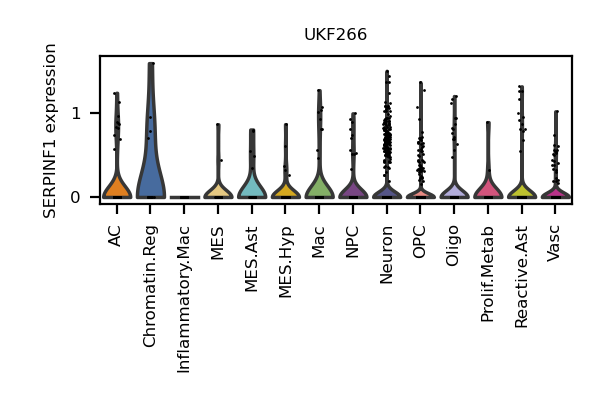 UKF266
SERPINF1 expression
1
0
AC
Chromatin.Reg
Inflammatory.Mac
MES
MES.Ast
MES.Hyp
Mac
NPC
Neuron
OPC
Oligo
Prolif.Metab
Reactive.Ast
Vasc